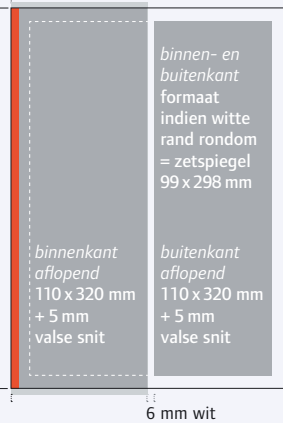 binnen- en
buitenkant
formaat
indien witte
rand rondom
= zetspiegel
99 x 298 mm
binnenkant
aflopend
110 x 320 mm
+ 5 mm
valse snit
buitenkant
aflopend
110 x 320 mm
+ 5 mm
valse snit
6 mm wit